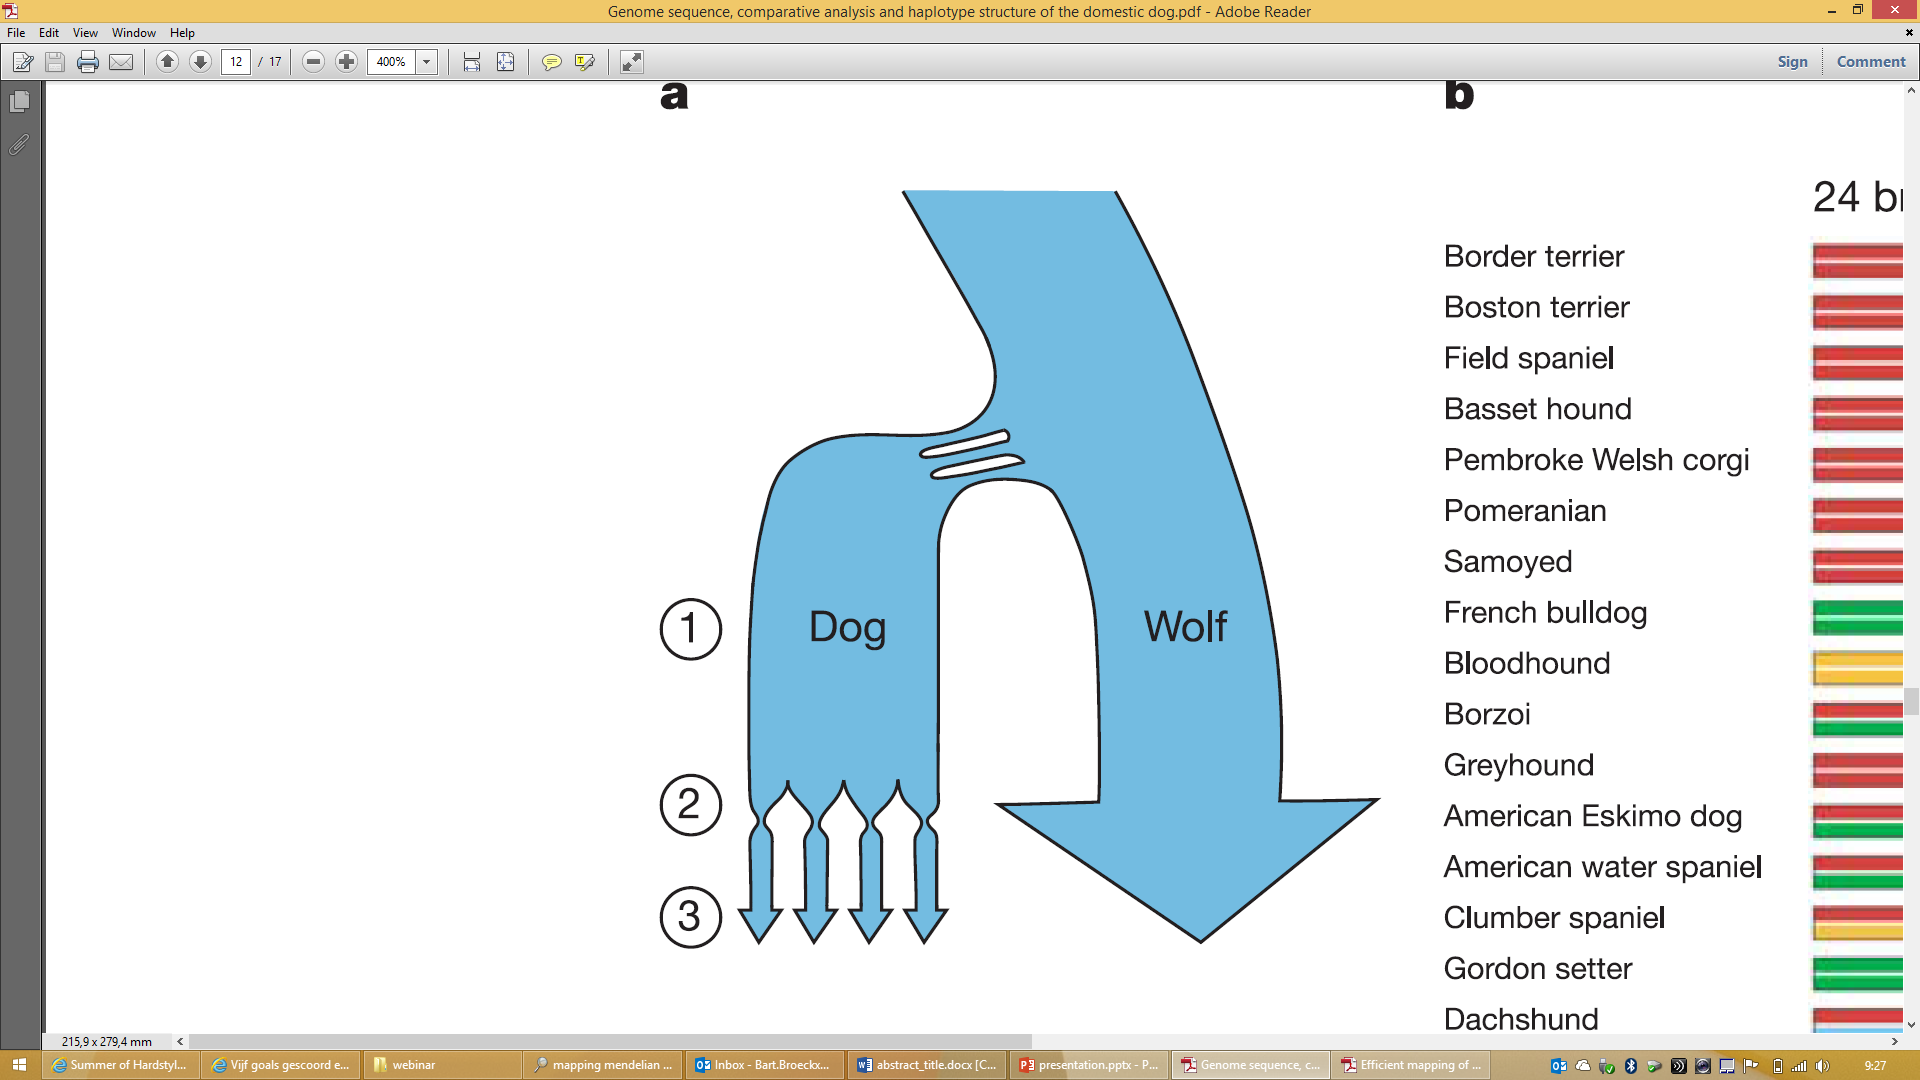 Genome sequence, comparative analysis and haplotype structure of the domestic dog.pdf - Adobe Reader
File Edit View Window Help
12 / 17 400% Sign Comment
a
b
24 br
Border terrier
Boston terrier
Field spaniel
Basset hound
Pembroke Welsh corgi
Pomeranian
Samoyed
French bulldog
Bloodhound
Borzoi
Greyhound
American Eskimo dog
American water spaniel
Clumber spaniel
Gordon setter
Dachshund
1 Dog Wolf
2
3
215,9 x 279,4 mm
Summer of Hardstyl... Vijf goals gescoord e... webinar mapping mendelian ... Inbox - Bart.Broeckx... abstract_title.docx [C... presentation.pptx - P... Genome sequence, c... Efficient mapping of ... 9:27